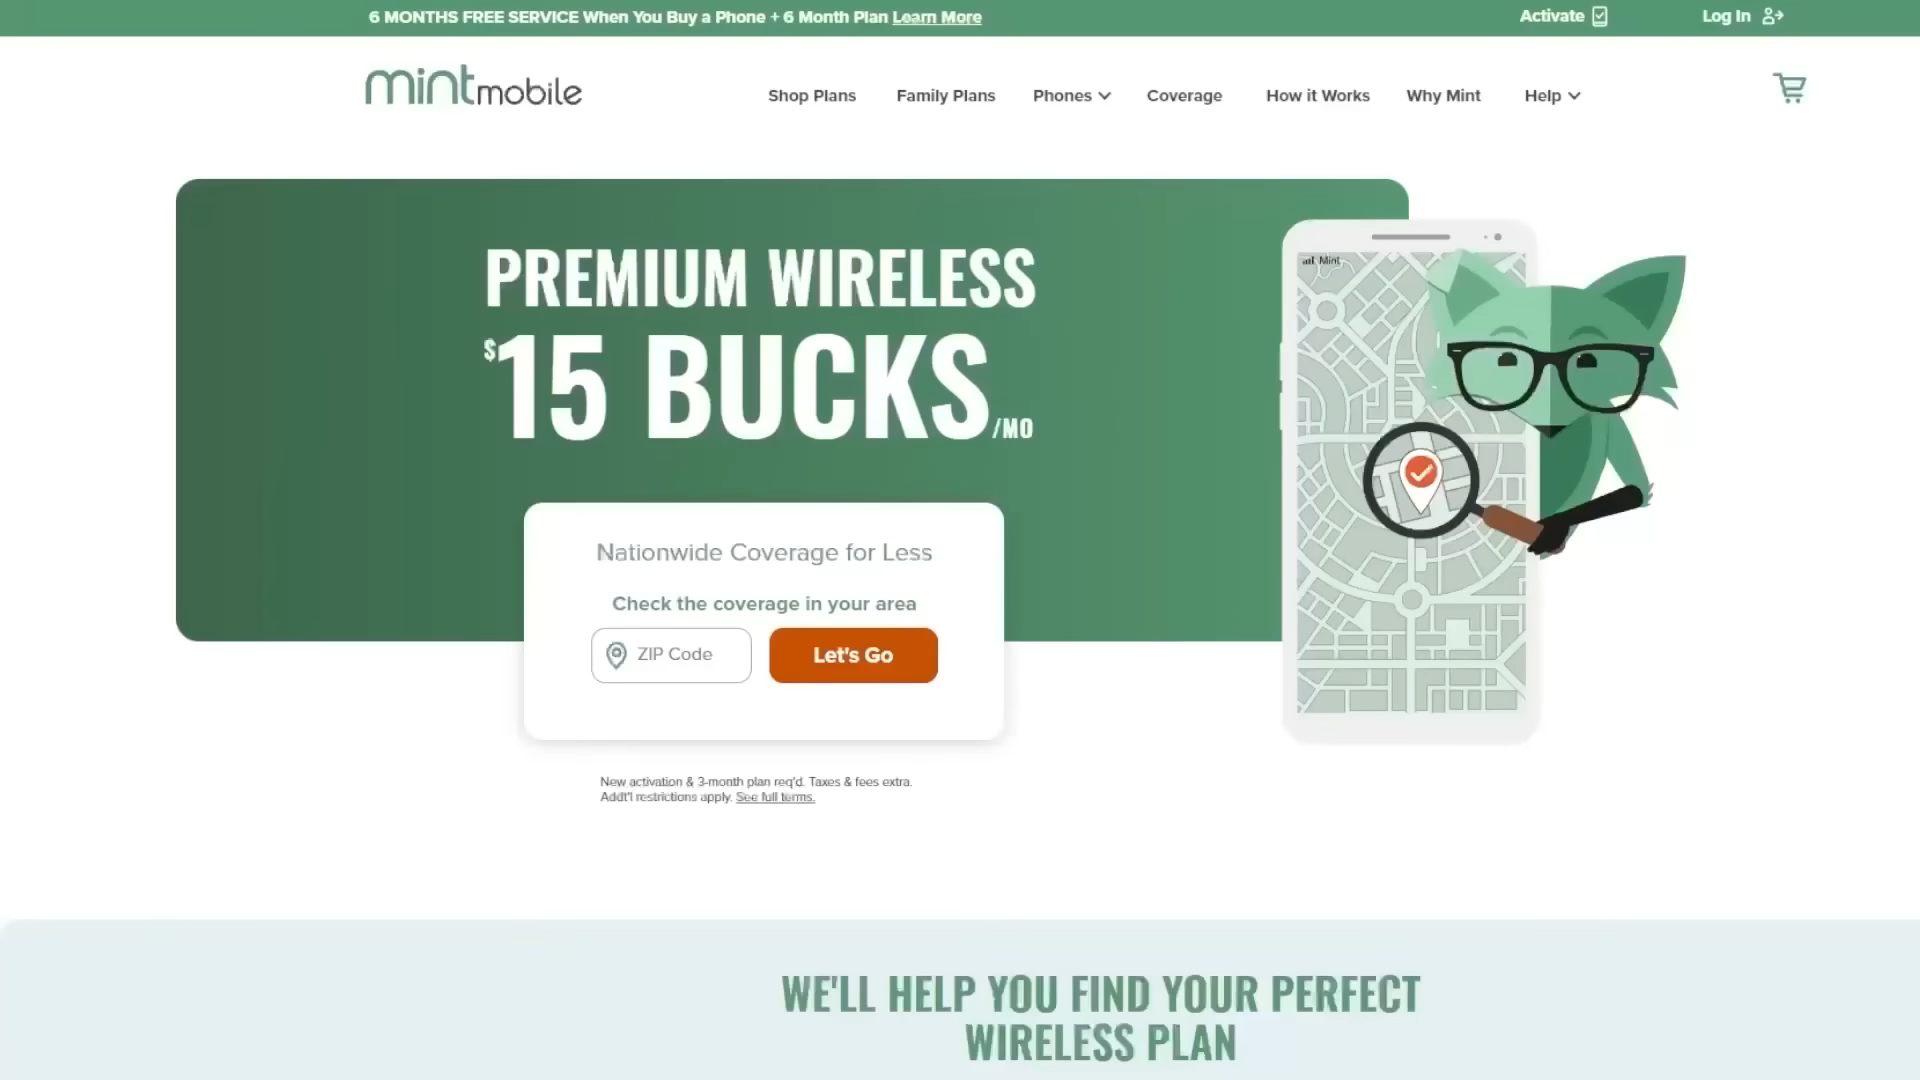 6 MONTHS FREE SERVICE When You Buy a Phone + 6 Month Plan Learn More
Activate
Log In
mintmobile
Shop Plans
Family Plans
Phones
Coverage
How it Works
Why Mint
Help
PREMIUM WIRELESS
$15 BUCKS/MO
Mint
Nationwide Coverage for Less
Check the coverage in your area
ZIP Code
Let's Go
New activation & 3-month plan req'd. Taxes & fees extra.
Addt'l restrictions apply. See full terms.
WE'LL HELP YOU FIND YOUR PERFECT
WIRELESS PLAN